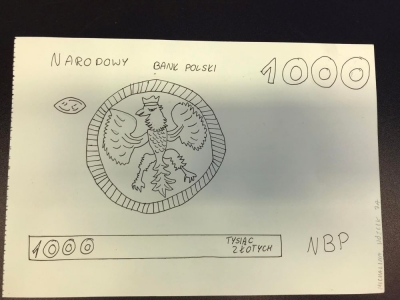 NARODOWY BANK POLSKI
1000
1000
TYSIĄC
ZŁOTYCH
NBP